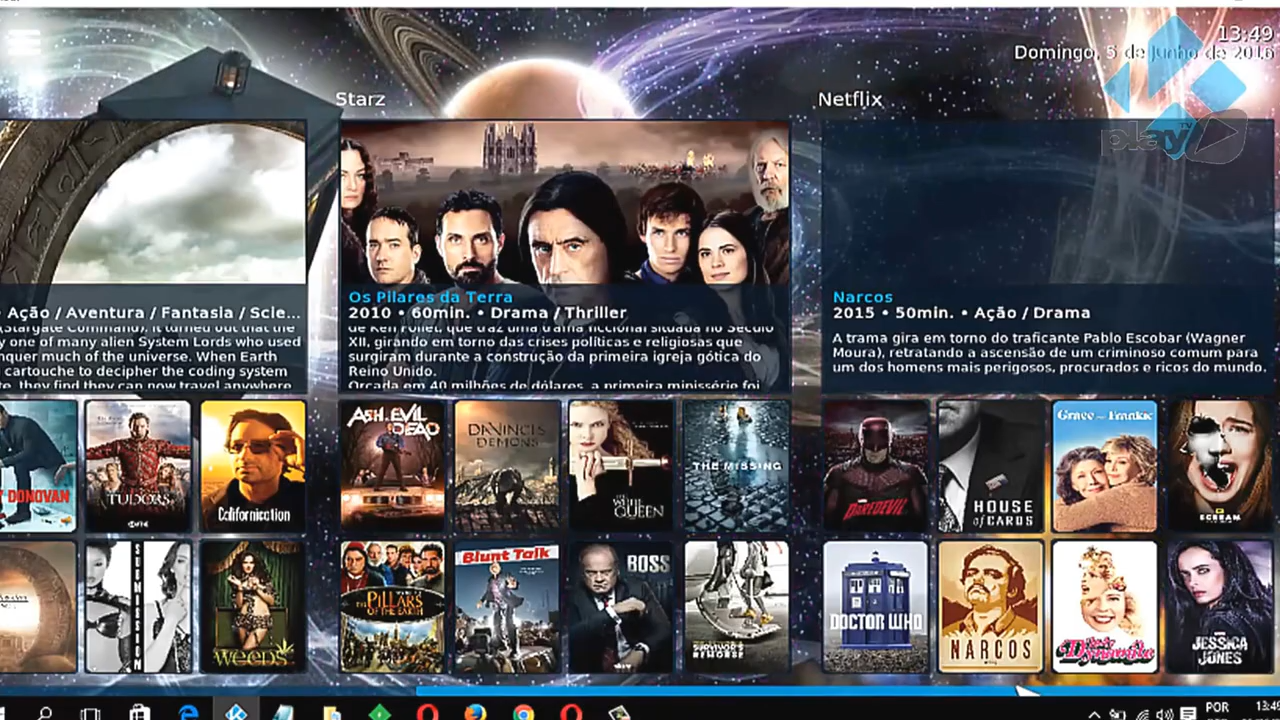 13:49
Domingo, 5 de junho de 2016
play
TV
Starz
Netflix
Ação / Aventura / Fantasia / Scie...
(Stargate Command). It turned out that the
y one of many alien System Lords who used
nquer much of the universe. When Earth
cartouche to decipher the coding system
te, they find they can now travel anywhere
Os Pilares da Terra
2010 • 60min. • Drama / Thriller
de Ken Follet, que traz uma trama ficcional situada no Século
XII, girando em torno das crises políticas e religiosas que
surgiram durante a construção da primeira igreja gótica do
Reino Unido.
Orçada em 40 milhões de dólares, a primeira minissérie foi
Narcos
2015 • 50min. • Ação / Drama
A trama gira em torno do traficante Pablo Escobar (Wagner
Moura), retratando a ascensão de um criminoso comum para
um dos homens mais perigosos, procurados e ricos do mundo.
DONOVAN
TUDORS
Californication
ASH vs EVIL
DEAD
DAVINCI'S
DEMONS
THE
WHITE
QUEEN
THE MISSING
DAREDEVIL
HOUSE
of CARDS
Grace and Frankie
SCREAM
SUBMISSION
weeds
THE PILLARS
OF THE EARTH
Blunt Talk
BOSS
SURVIVOR'S
REMORSE
DOCTOR WHO
NARCOS
Lady Dynamite
JESSICA
JONES
POR
13:49